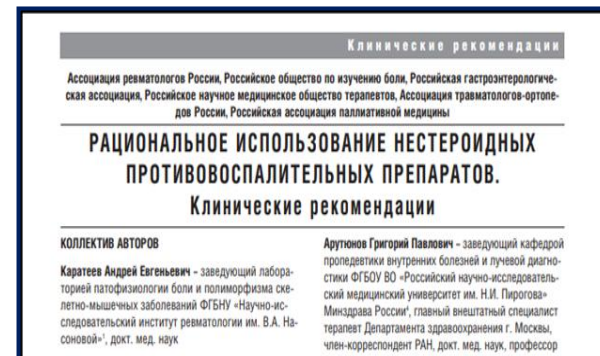 Клинические рекомендации
Ассоциация ревматологов России, Российское общество по изучению боли, Российская гастроэнтерологиче-
ская ассоциация, Российское научное медицинское общество терапевтов, Ассоциация травматологов-ортопе-
дов России, Российская ассоциация паллиативной медицины
РАЦИОНАЛЬНОЕ ИСПОЛЬЗОВАНИЕ НЕСТЕРОИДНЫХ
ПРОТИВОВОСПАЛИТЕЛЬНЫХ ПРЕПАРАТОВ.
Клинические рекомендации
КОЛЛЕКТИВ АВТОРОВ
Каратеев Андрей Евгеньевич – заведующий лабора-
торией патофизиологии боли и полиморфизма ске-
летно-мышечных заболеваний ФГБНУ «Научно-ис-
следовательский институт ревматологии им. В.А. На-
соновой»¹, докт. мед. наук
Арутюнов Григорий Павлович – заведующий кафедрой
пропедевтики внутренних болезней и лучевой диагно-
стики ФГБОУ ВО «Российский научно-исследователь-
ский медицинский университет им. Н.И. Пирогова»
Минздрава России⁴, главный внештатный специалист
терапевт Департамента здравоохранения г. Москвы,
член-корреспондент РАН, докт. мед. наук, профессор